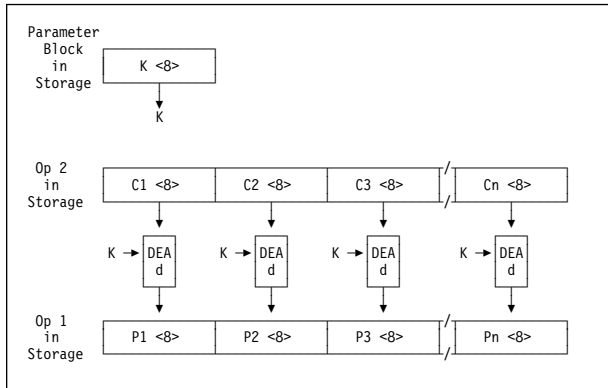 Parameter
Block
in
Storage
K <8>
K
Op 2
in
Storage
C1 <8> C2 <8> C3 <8> Cn <8>
K DEA K DEA K DEA K DEA
d d d d
Op 1
in
Storage
P1 <8> P2 <8> P3 <8> Pn <8>